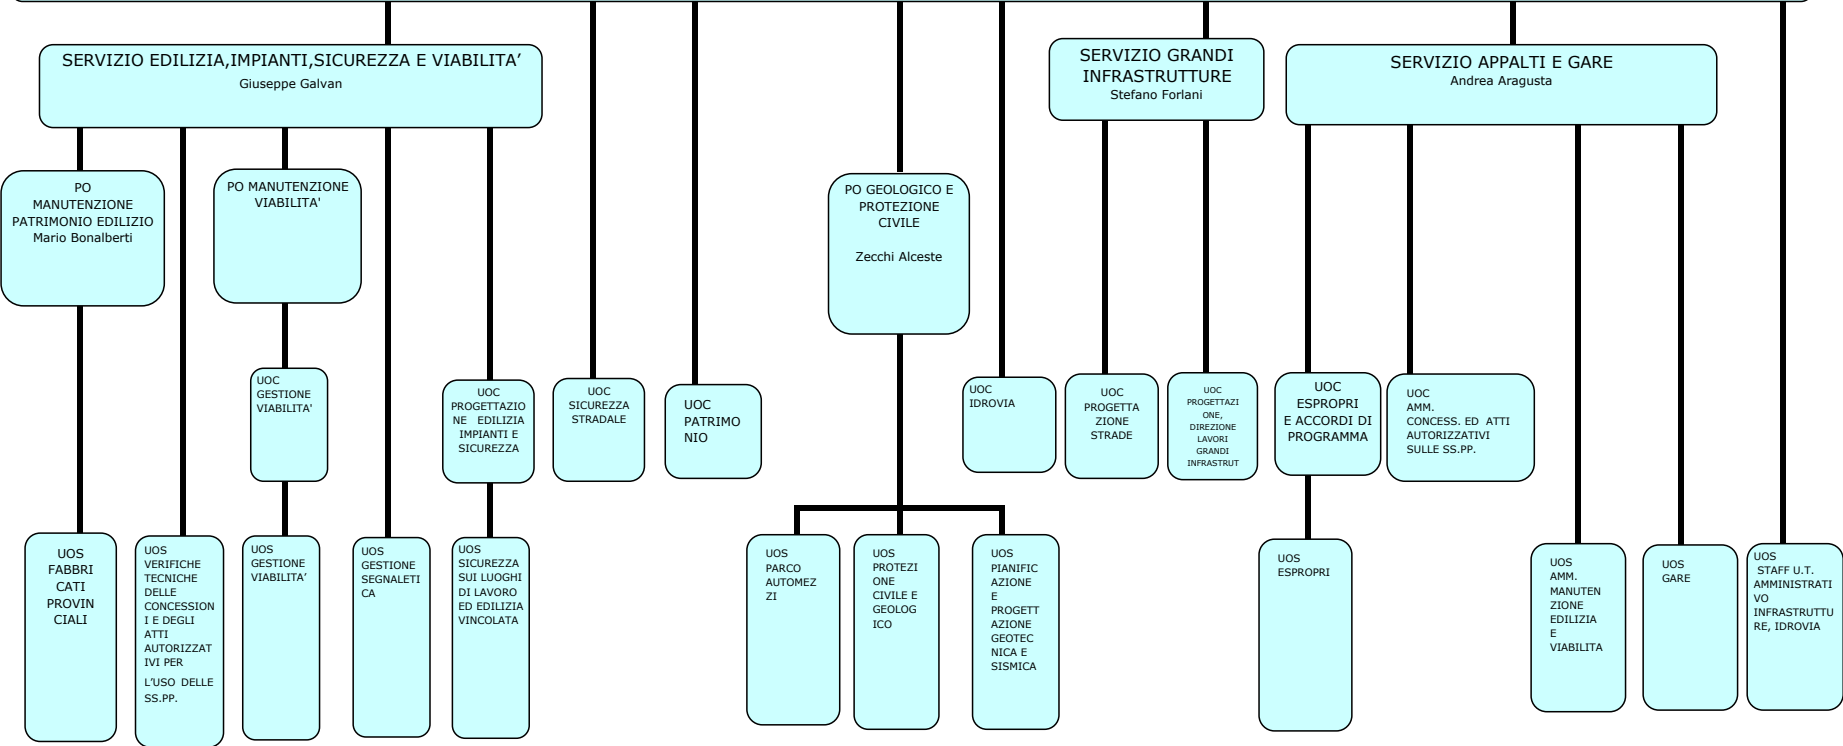 SERVIZIO EDILIZIA,IMPIANTI,SICUREZZA E VIABILITA’
Giuseppe Galvan
SERVIZIO GRANDI
INFRASTRUTTURE
Stefano Forlani
SERVIZIO APPALTI E GARE
Andrea Aragusta
PO
MANUTENZIONE
PATRIMONIO EDILIZIO
Mario Bonalberti
PO MANUTENZIONE
VIABILITA'
PO GEOLOGICO E
PROTEZIONE
CIVILE
Zecchi Alceste
UOC
GESTIONE
VIABILITA'
UOC
PROGETTAZIO
NE EDILIZIA
IMPIANTI E
SICUREZZA
UOC
SICUREZZA
STRADALE
UOC
PATRIMO
NIO
UOC
IDROVIA
UOC
PROGETTA
ZIONE
STRADE
UOC
PROGETTAZI
ONE,
DIREZIONE
LAVORI
GRANDI
INFRASTRUT
UOC
ESPROPRI
E ACCORDI DI
PROGRAMMA
UOC
AMM.
CONCESS. ED ATTI
AUTORIZZATIVI
SULLE SS.PP.
UOS
FABBRI
CATI
PROVIN
CIALI
UOS
VERIFICHE
TECNICHE
DELLE
CONCESSION
I E DEGLI
ATTI
AUTORIZZAT
IVI PER
L’USO DELLE
SS.PP.
UOS
GESTIONE
VIABILITA’
UOS
GESTIONE
SEGNALETI
CA
UOS
SICUREZZA
SUI LUOGHI
DI LAVORO
ED EDILIZIA
VINCOLATA
UOS
PARCO
AUTOMEZ
ZI
UOS
PROTEZI
ONE
CIVILE E
GEOLOG
ICO
UOS
PIANIFIC
AZIONE
E
PROGETT
AZIONE
GEOTEC
NICA E
SISMICA
UOS
ESPROPRI
UOS
AMM.
MANUTEN
ZIONE
EDILIZIA
E
VIABILITA
UOS
GARE
UOS
STAFF U.T.
AMMINISTRATI
VO
INFRASTRUTTU
RE, IDROVIA